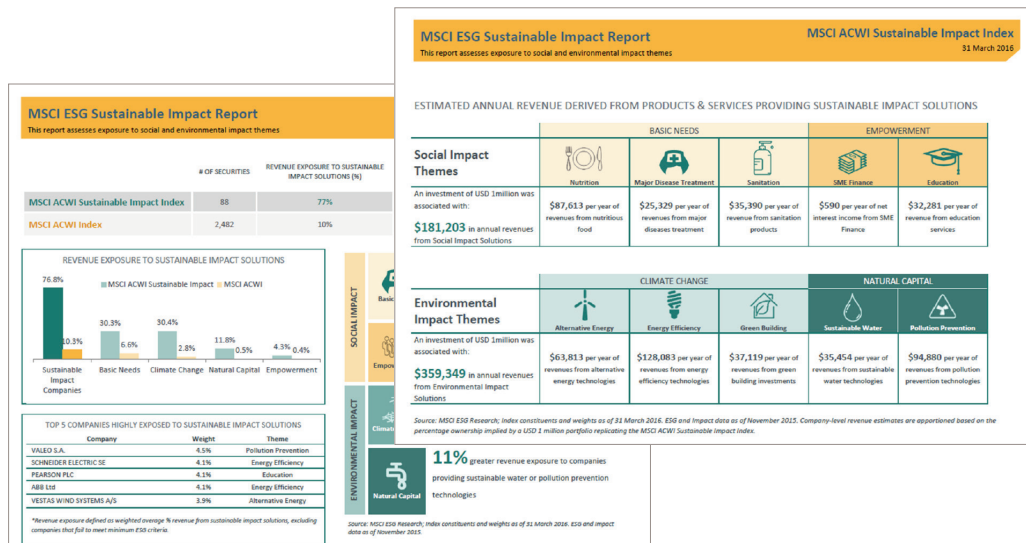 MSCI ESG Sustainable Impact Report
This report assesses exposure to social and environmental impact themes
# OF SECURITIES
REVENUE EXPOSURE TO SUSTAINABLE
IMPACT SOLUTIONS (%)
MSCI ACWI Sustainable Impact Index 88 77%
MSCI ACWI Index 2,482 10%
REVENUE EXPOSURE TO SUSTAINABLE IMPACT SOLUTIONS
MSCI ACWI Sustainable Impact MSCI ACWI
76.8% 10.3% 30.3% 6.6% 30.4% 2.8% 11.8% 0.5% 4.3% 0.4%
Sustainable
Impact
Companies
Basic Needs Climate Change Natural Capital Empowerment
TOP 5 COMPANIES HIGHLY EXPOSED TO SUSTAINABLE IMPACT SOLUTIONS
Company Weight Theme
VALEO S.A. 4.5% Pollution Prevention
SCHNEIDER ELECTRIC SE 4.1% Energy Efficiency
PEARSON PLC 4.1% Education
ABB Ltd 4.1% Energy Efficiency
VESTAS WIND SYSTEMS A/S 3.9% Alternative Energy
*Revenue exposure defined as weighted average % revenue from sustainable impact solutions, excluding
companies that fail to meet minimum ESG criteria.
SOCIAL IMPACT
Basic
ENVIRONMENTAL IMPACT
Natural Capital
11% greater revenue exposure to companies
providing sustainable water or pollution prevention
technologies
Source: MSCI ESG Research; Index constituents and weights as of 31 March 2016. ESG and Impact
data as of November 2015.
MSCI ESG Sustainable Impact Report
This report assesses exposure to social and environmental impact themes
MSCI ACWI Sustainable Impact Index
31 March 2016
ESTIMATED ANNUAL REVENUE DERIVED FROM PRODUCTS & SERVICES PROVIDING SUSTAINABLE IMPACT SOLUTIONS
BASIC NEEDS EMPOWERMENT
Social Impact
Themes
Nutrition Major Disease Treatment Sanitation SME Finance Education
An investment of USD 1million was
associated with:
$181,203 in annual revenues
from Social Impact Solutions
$87,613 per year of
revenues from nutritious
food
$25,329 per year of
revenues from major
diseases treatment
$35,390 per year of
revenue from sanitation
products
$590 per year of net
interest income from SME
Finance
$32,281 per year of
revenue from education
services
CLIMATE CHANGE NATURAL CAPITAL
Environmental
Impact Themes
Alternative Energy Energy Efficiency Green Building Sustainable Water Pollution Prevention
An investment of USD 1million was
associated with:
$359,349 in annual revenues
from Environmental Impact
Solutions
$63,813 per year of
revenues from alternative
energy technologies
$128,083 per year of
revenues from energy
efficiency technologies
$37,119 per year of
revenues from green
building investments
$35,454 per year of
revenues from sustainable
water technologies
$94,880 per year of
revenues from pollution
prevention technologies
Source: MSCI ESG Research; Index constituents and weights as of 31 March 2016. ESG and Impact data as of November 2015. Company-level revenue estimates are apportioned based on the
percentage ownership implied by a USD 1 million portfolio replicating the MSCI ACWI Sustainable Impact Index.